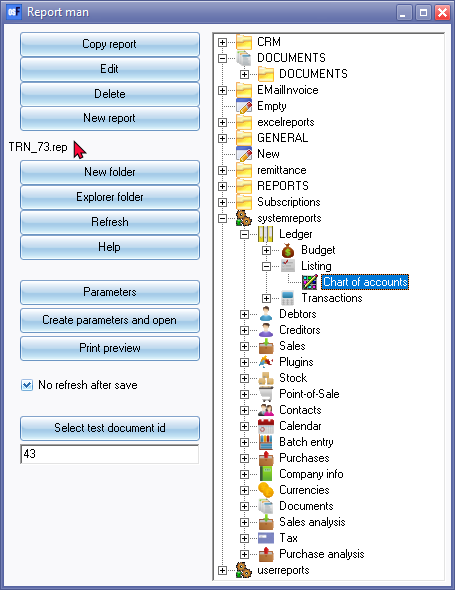 Report man
Copy report
Edit
Delete
New report
TRN_73.rep
New folder
Explorer folder
Refresh
Help
Parameters
Create parameters and open
Print preview
No refresh after save
Select test document id
43
CRM
DOCUMENTS
DOCUMENTS
EMailInvoice
Empty
excelreports
GENERAL
New
remittance
REPORTS
Subscriptions
systemreports
Ledger
Budget
Listing
Chart of accounts
Transactions
Debtors
Creditors
Sales
Plugins
Stock
Point-of-Sale
Contacts
Calendar
Batch entry
Purchases
Company info
Currencies
Documents
Sales analysis
Tax
Purchase analysis
userreports